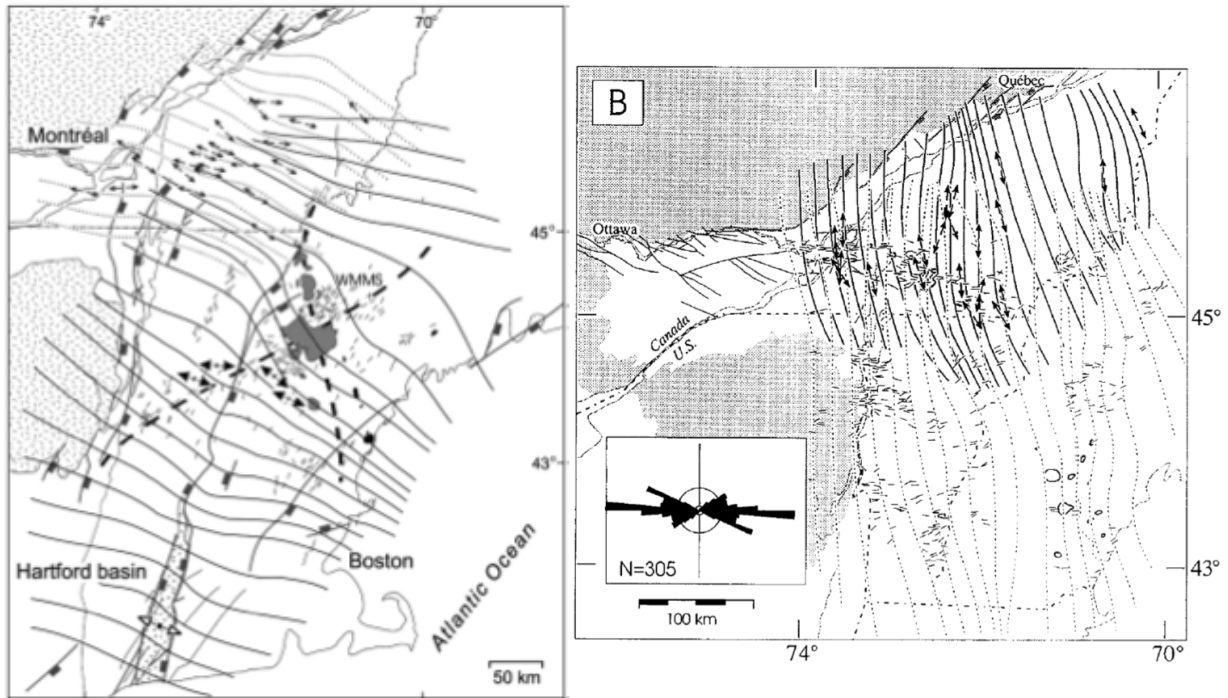 74°
70°
Montréal
45°
WMMS
43°
Hartford basin
Boston
Atlantic Ocean
50 km
B
Québec
Ottawa
Canada
U.S.
45°
43°
N=305
100 km
74°
70°